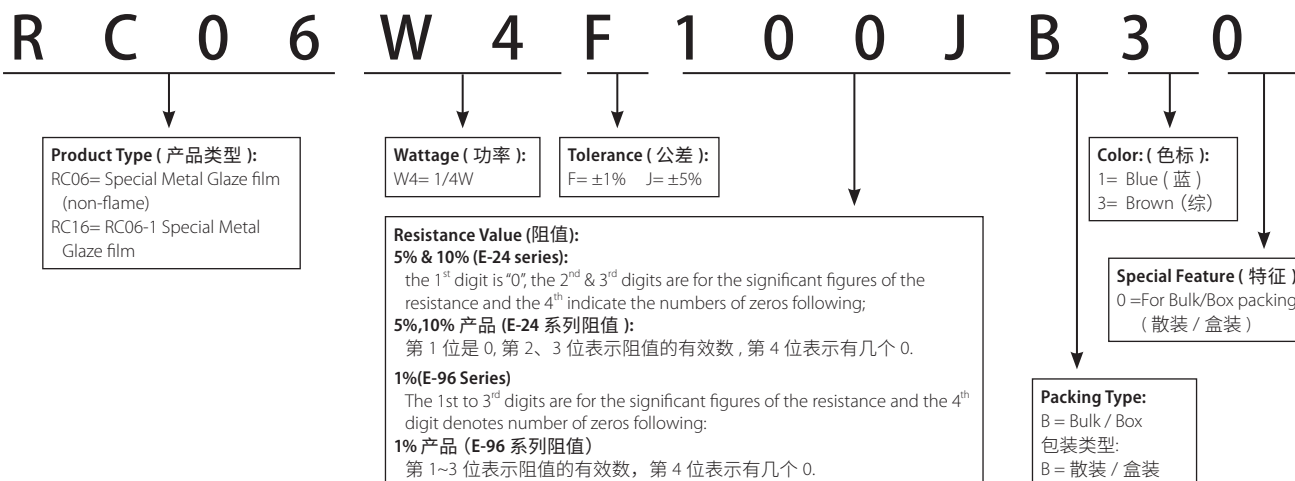 R C 0 6 W 4 F 1 0 0 J B 3 0
Product Type ( 产品类型 ):
RC06= Special Metal Glaze film
(non-flame)
RC16= RC06-1 Special Metal
Glaze film
Wattage ( 功率 ):
W4= 1/4W
Tolerance ( 公差 ):
F= ±1% J= ±5%
Resistance Value (阻值):
5% & 10% (E-24 series):
the 1st digit is “0”, the 2nd & 3rd digits are for the significant figures of the
resistance and the 4th indicate the numbers of zeros following;
5%,10% 产品 (E-24 系列阻值 ):
第 1 位是 0, 第 2、3 位表示阻值的有效数 , 第 4 位表示有几个 0.
1%(E-96 Series)
The 1st to 3rd digits are for the significant figures of the resistance and the 4th
digit denotes number of zeros following:
1% 产品（E-96 系列阻值）
第 1~3 位表示阻值的有效数，第 4 位表示有几个 0.
Color: ( 色标 ):
1= Blue ( 蓝 )
3= Brown（综）
Special Feature ( 特征 )
0 =For Bulk/Box packing
( 散装 / 盒装 )
Packing Type:
B = Bulk / Box
包装类型:
B = 散装 / 盒装